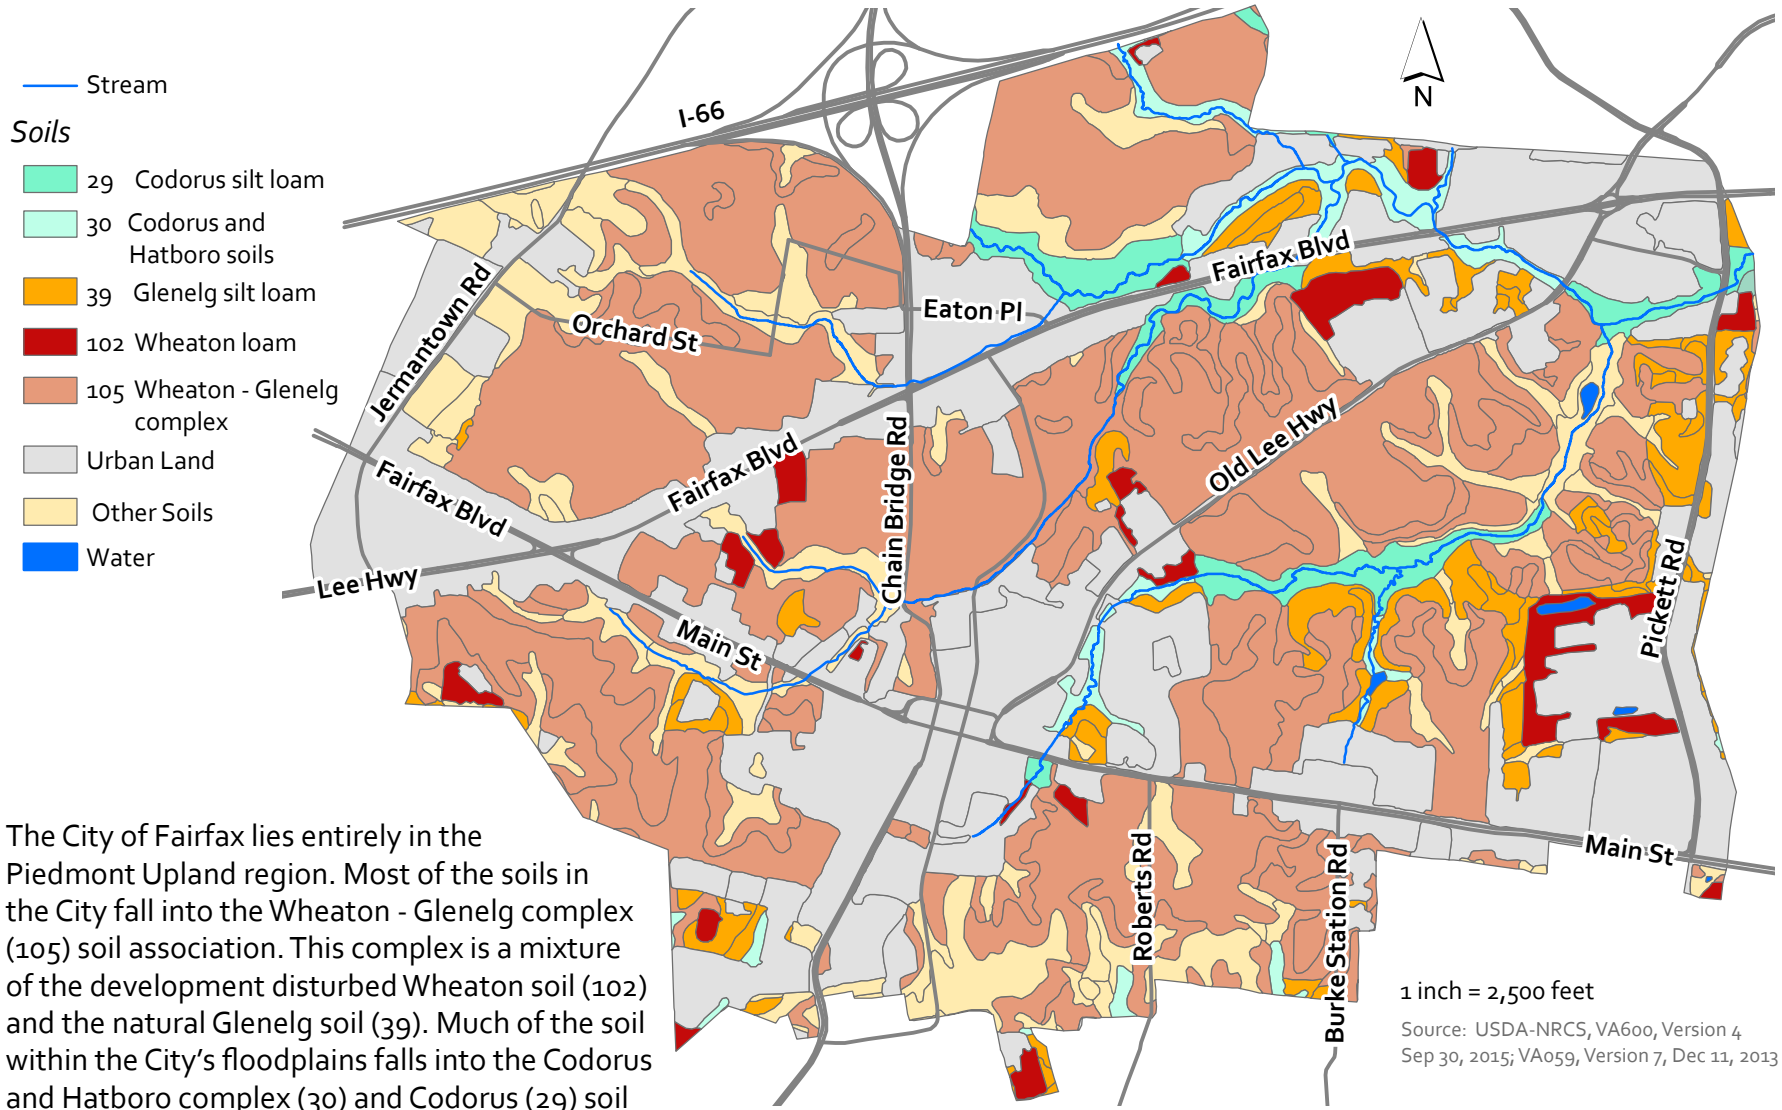 Stream
Soils
29 Codorus silt loam
30 Codorus and
Hatboro soils
39 Glenelg silt loam
102 Wheaton loam
105 Wheaton - Glenelg
complex
Urban Land
Other Soils
Water
I-66
N
Jermantown Rd
Orchard St
Eaton Pl
Fairfax Blvd
Fairfax Blvd
Fairfax Blvd
Chain Bridge Rd
Old Lee Hwy
Lee Hwy
Main St
Pickett Rd
Roberts Rd
Burke Station Rd
Main St
The City of Fairfax lies entirely in the
Piedmont Upland region. Most of the soils in
the City fall into the Wheaton - Glenelg complex
(105) soil association. This complex is a mixture
of the development disturbed Wheaton soil (102)
and the natural Glenelg soil (39). Much of the soil
within the City's floodplains falls into the Codorus
and Hatboro complex (30) and Codorus (29) soil
1 inch = 2,500 feet
Source: USDA-NRCS, VA600, Version 4
Sep 30, 2015; VA059, Version 7, Dec 11, 2013